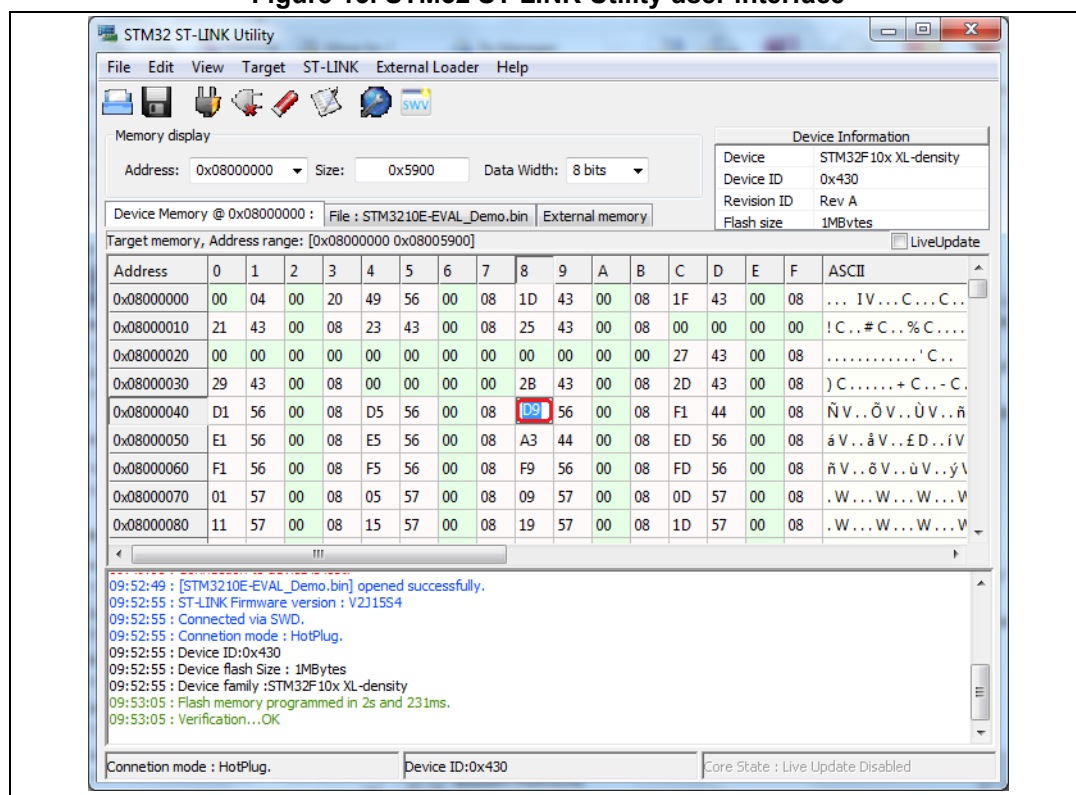 STM32 ST-LINK Utility user interface
STM32 ST-LINK Utility
File Edit View Target ST-LINK External Loader Help
SWV
Memory display
Address: 0x08000000 Size: 0x5900 Data Width: 8 bits
Device Information
Device STM32F10x XL-density
Device ID 0x430
Revision ID Rev A
Flash size 1MBytes
Device Memory @ 0x08000000 : File : STM3210E-EVAL_Demo.bin External memory
Target memory, Address range: [0x08000000 0x08005900] LiveUpdate
Address 0 1 2 3 4 5 6 7 8 9 A B C D E F ASCII
0x08000000 00 04 00 20 49 56 00 08 1D 43 00 08 1F 43 00 08 ... IV...C...C..
0x08000010 21 43 00 08 23 43 00 08 25 43 00 08 00 00 00 00 !C..#C..%C....
0x08000020 00 00 00 00 00 00 00 00 00 00 00 00 27 43 00 08 ............'C..
0x08000030 29 43 00 08 00 00 00 00 2B 43 00 08 2D 43 00 08 )C......+C..-C.
0x08000040 D1 56 00 08 D5 56 00 08 D9 56 00 08 F1 44 00 08 ÑV..ÕV..ÙV..ñ
0x08000050 E1 56 00 08 E5 56 00 08 A3 44 00 08 ED 56 00 08 áV..åV..£D..íV
0x08000060 F1 56 00 08 F5 56 00 08 F9 56 00 08 FD 56 00 08 ñV..õV..ùV..ýV
0x08000070 01 57 00 08 05 57 00 08 09 57 00 08 0D 57 00 08 .W...W...W...W
0x08000080 11 57 00 08 15 57 00 08 19 57 00 08 1D 57 00 08 .W...W...W...W
09:52:49 : [STM3210E-EVAL_Demo.bin] opened successfully.
09:52:55 : ST-LINK Firmware version : V2J15S4
09:52:55 : Connected via SWD.
09:52:55 : Connetion mode : HotPlug.
09:52:55 : Device ID:0x430
09:52:55 : Device flash Size : 1MBytes
09:52:55 : Device family :STM32F10x XL-density
09:53:05 : Flash memory programmed in 2s and 231ms.
09:53:05 : Verification...OK
Connetion mode : HotPlug. Device ID:0x430 Core State : Live Update Disabled